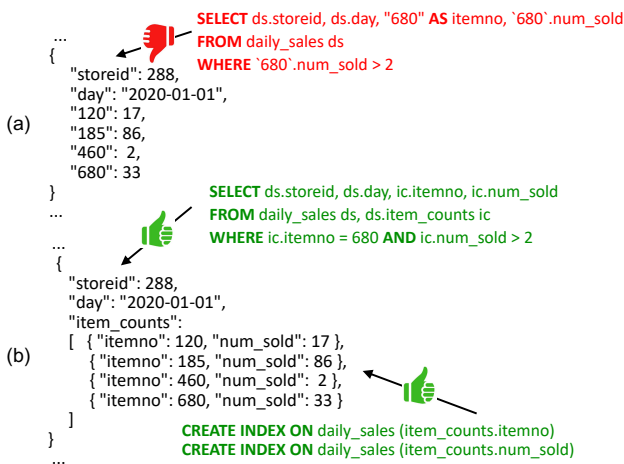 SELECT ds.storeid, ds.day, "680" AS itemno, `680`.num_sold
FROM daily_sales ds
WHERE `680`.num_sold > 2
...
{
"storeid": 288,
"day": "2020-01-01",
"120": 17,
(a)
"185": 86,
"460":  2,
"680": 33
}
...
SELECT ds.storeid, ds.day, ic.itemno, ic.num_sold
FROM daily_sales ds, ds.item_counts ic
WHERE ic.itemno = 680 AND ic.num_sold > 2
...
{
"storeid": 288,
"day": "2020-01-01",
"item_counts":
[   { "itemno": 120, "num_sold": 17 },
(b)
{ "itemno": 185, "num_sold": 86 },
{ "itemno": 460, "num_sold":  2 },
{ "itemno": 680, "num_sold": 33 }
]
}
...
CREATE INDEX ON daily_sales (item_counts.itemno)
CREATE INDEX ON daily_sales (item_counts.num_sold)